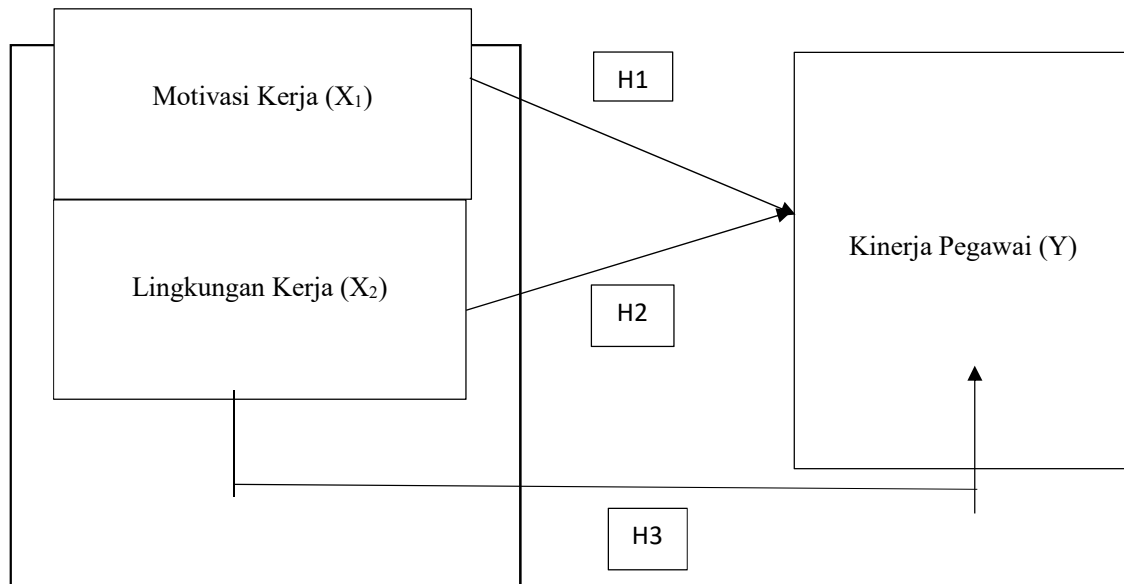 Motivasi Kerja (X₁)
H1
Kinerja Pegawai (Y)
Lingkungan Kerja (X₂)
H2
H3